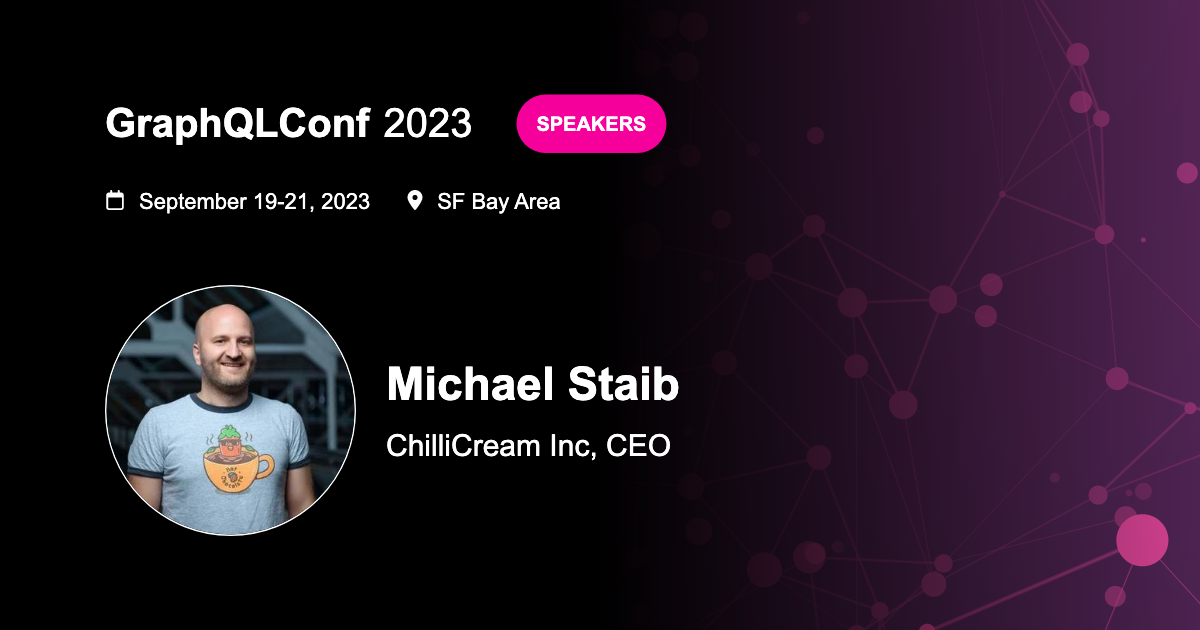 GraphQLConf 2023 SPEAKERS
September 19-21, 2023 SF Bay Area
Michael Staib
ChilliCream Inc, CEO